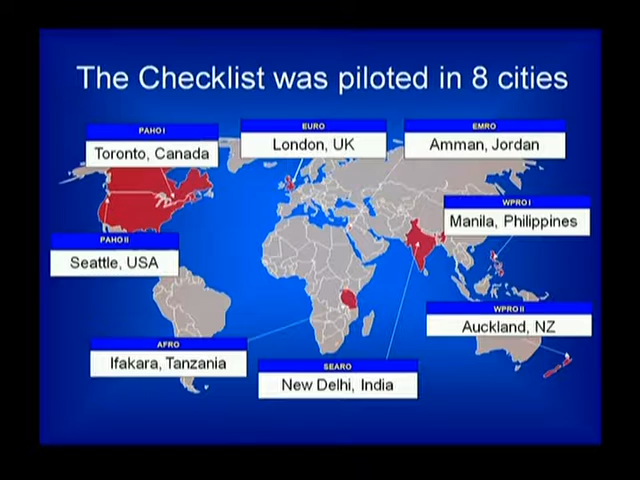 The Checklist was piloted in 8 cities
PAHO I
Toronto, Canada
EURO
London, UK
EMRO
Amman, Jordan
WPRO I
Manila, Philippines
PAHO II
Seattle, USA
WPRO II
Auckland, NZ
AFRO
Ifakara, Tanzania
SEARO
New Delhi, India